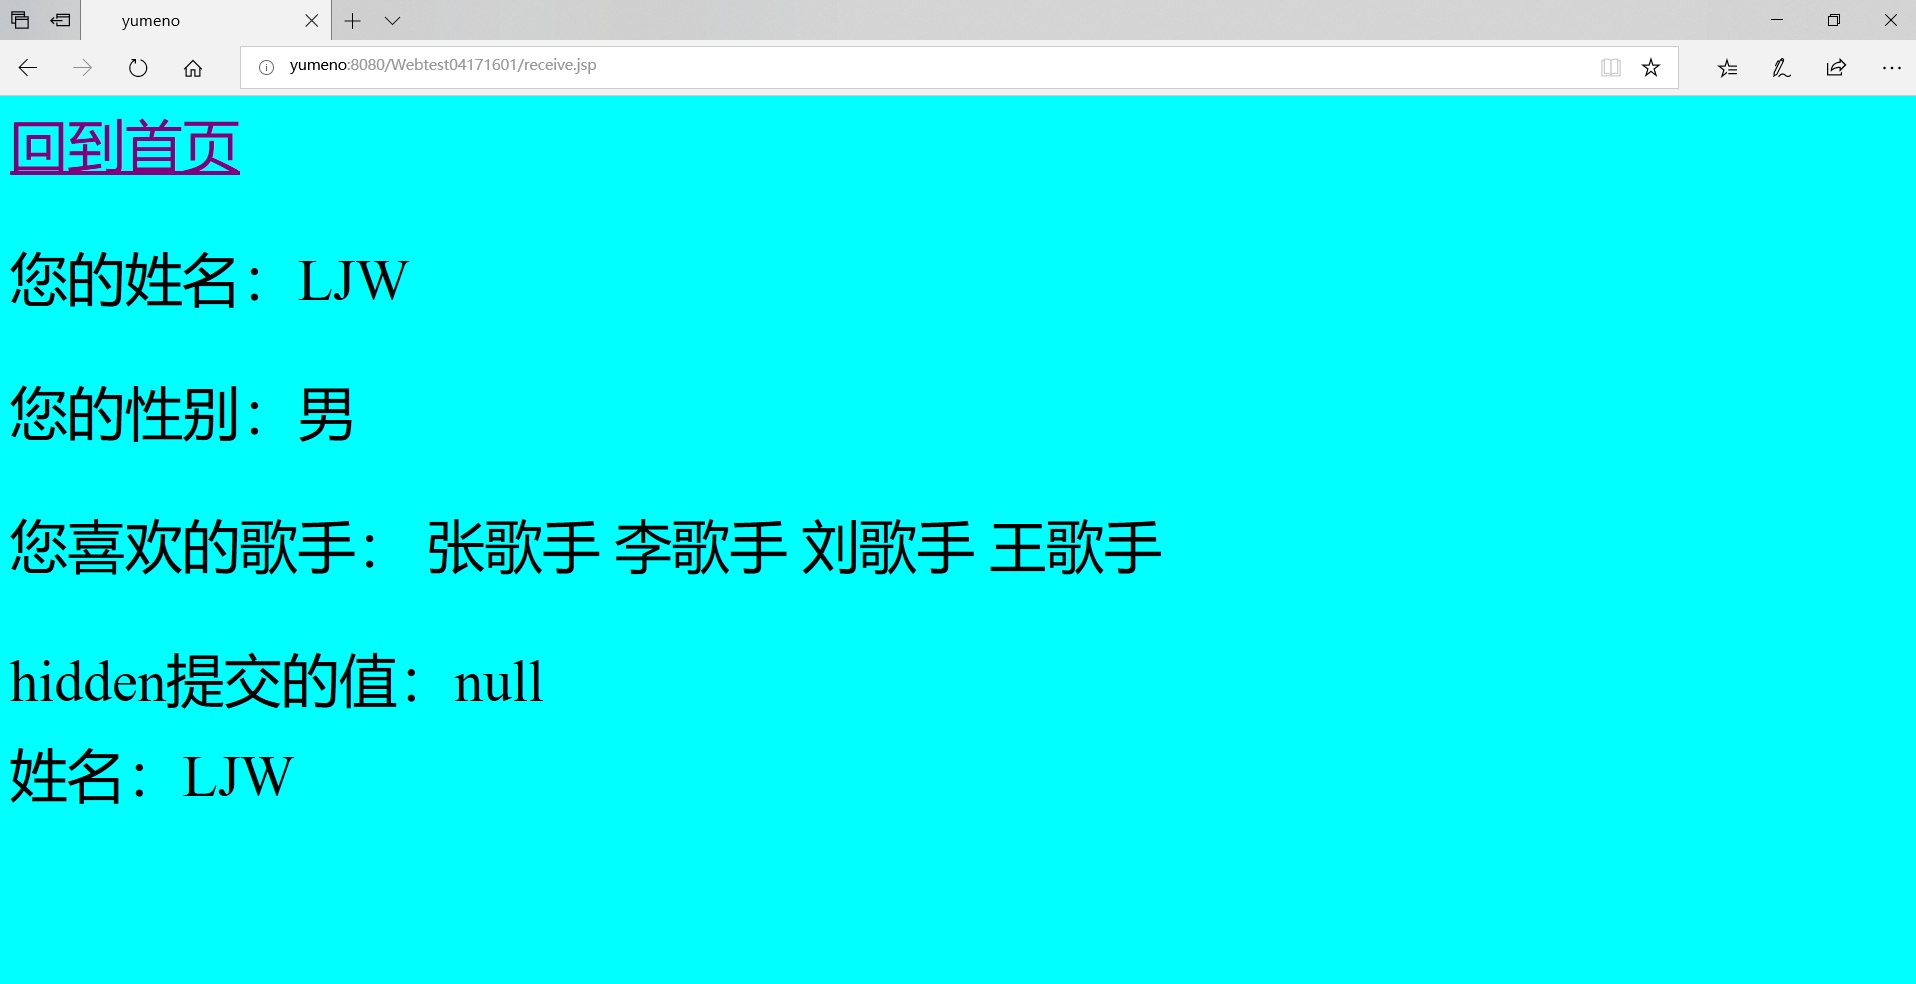 yumeno
yumeno:8080/Webtest04171601/receive.jsp
回到首页
您的姓名：LJW
您的性别：男
您喜欢的歌手： 张歌手 李歌手 刘歌手 王歌手
hidden提交的值：null
姓名：LJW